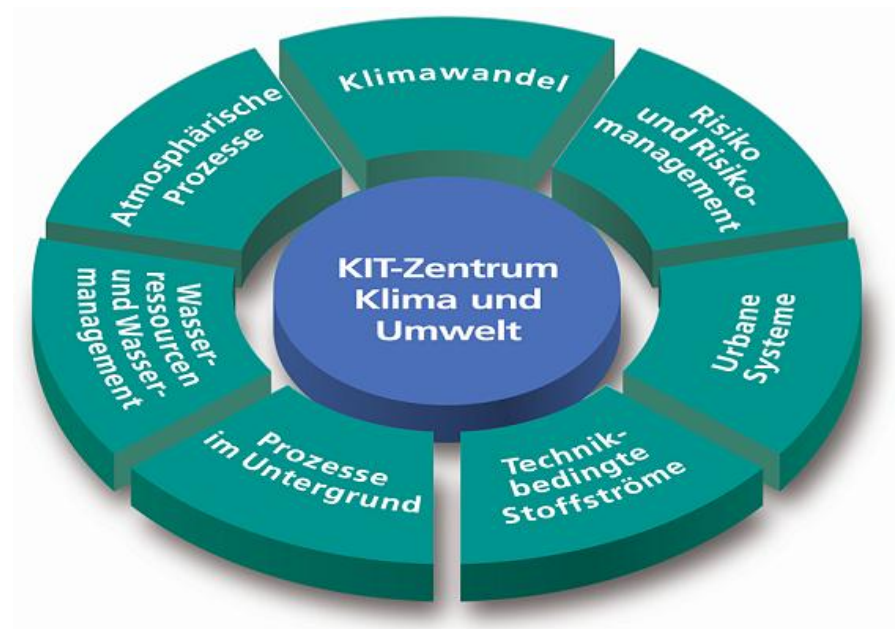 Klimawandel
Risiko
und Risiko-
management
Urbane
Systeme
Technik-
bedingte
Stoffströme
Prozesse
im Untergrund
Wasser-
ressourcen
und Wasser-
management
Atmosphärische
Prozesse
KIT-Zentrum
Klima und
Umwelt